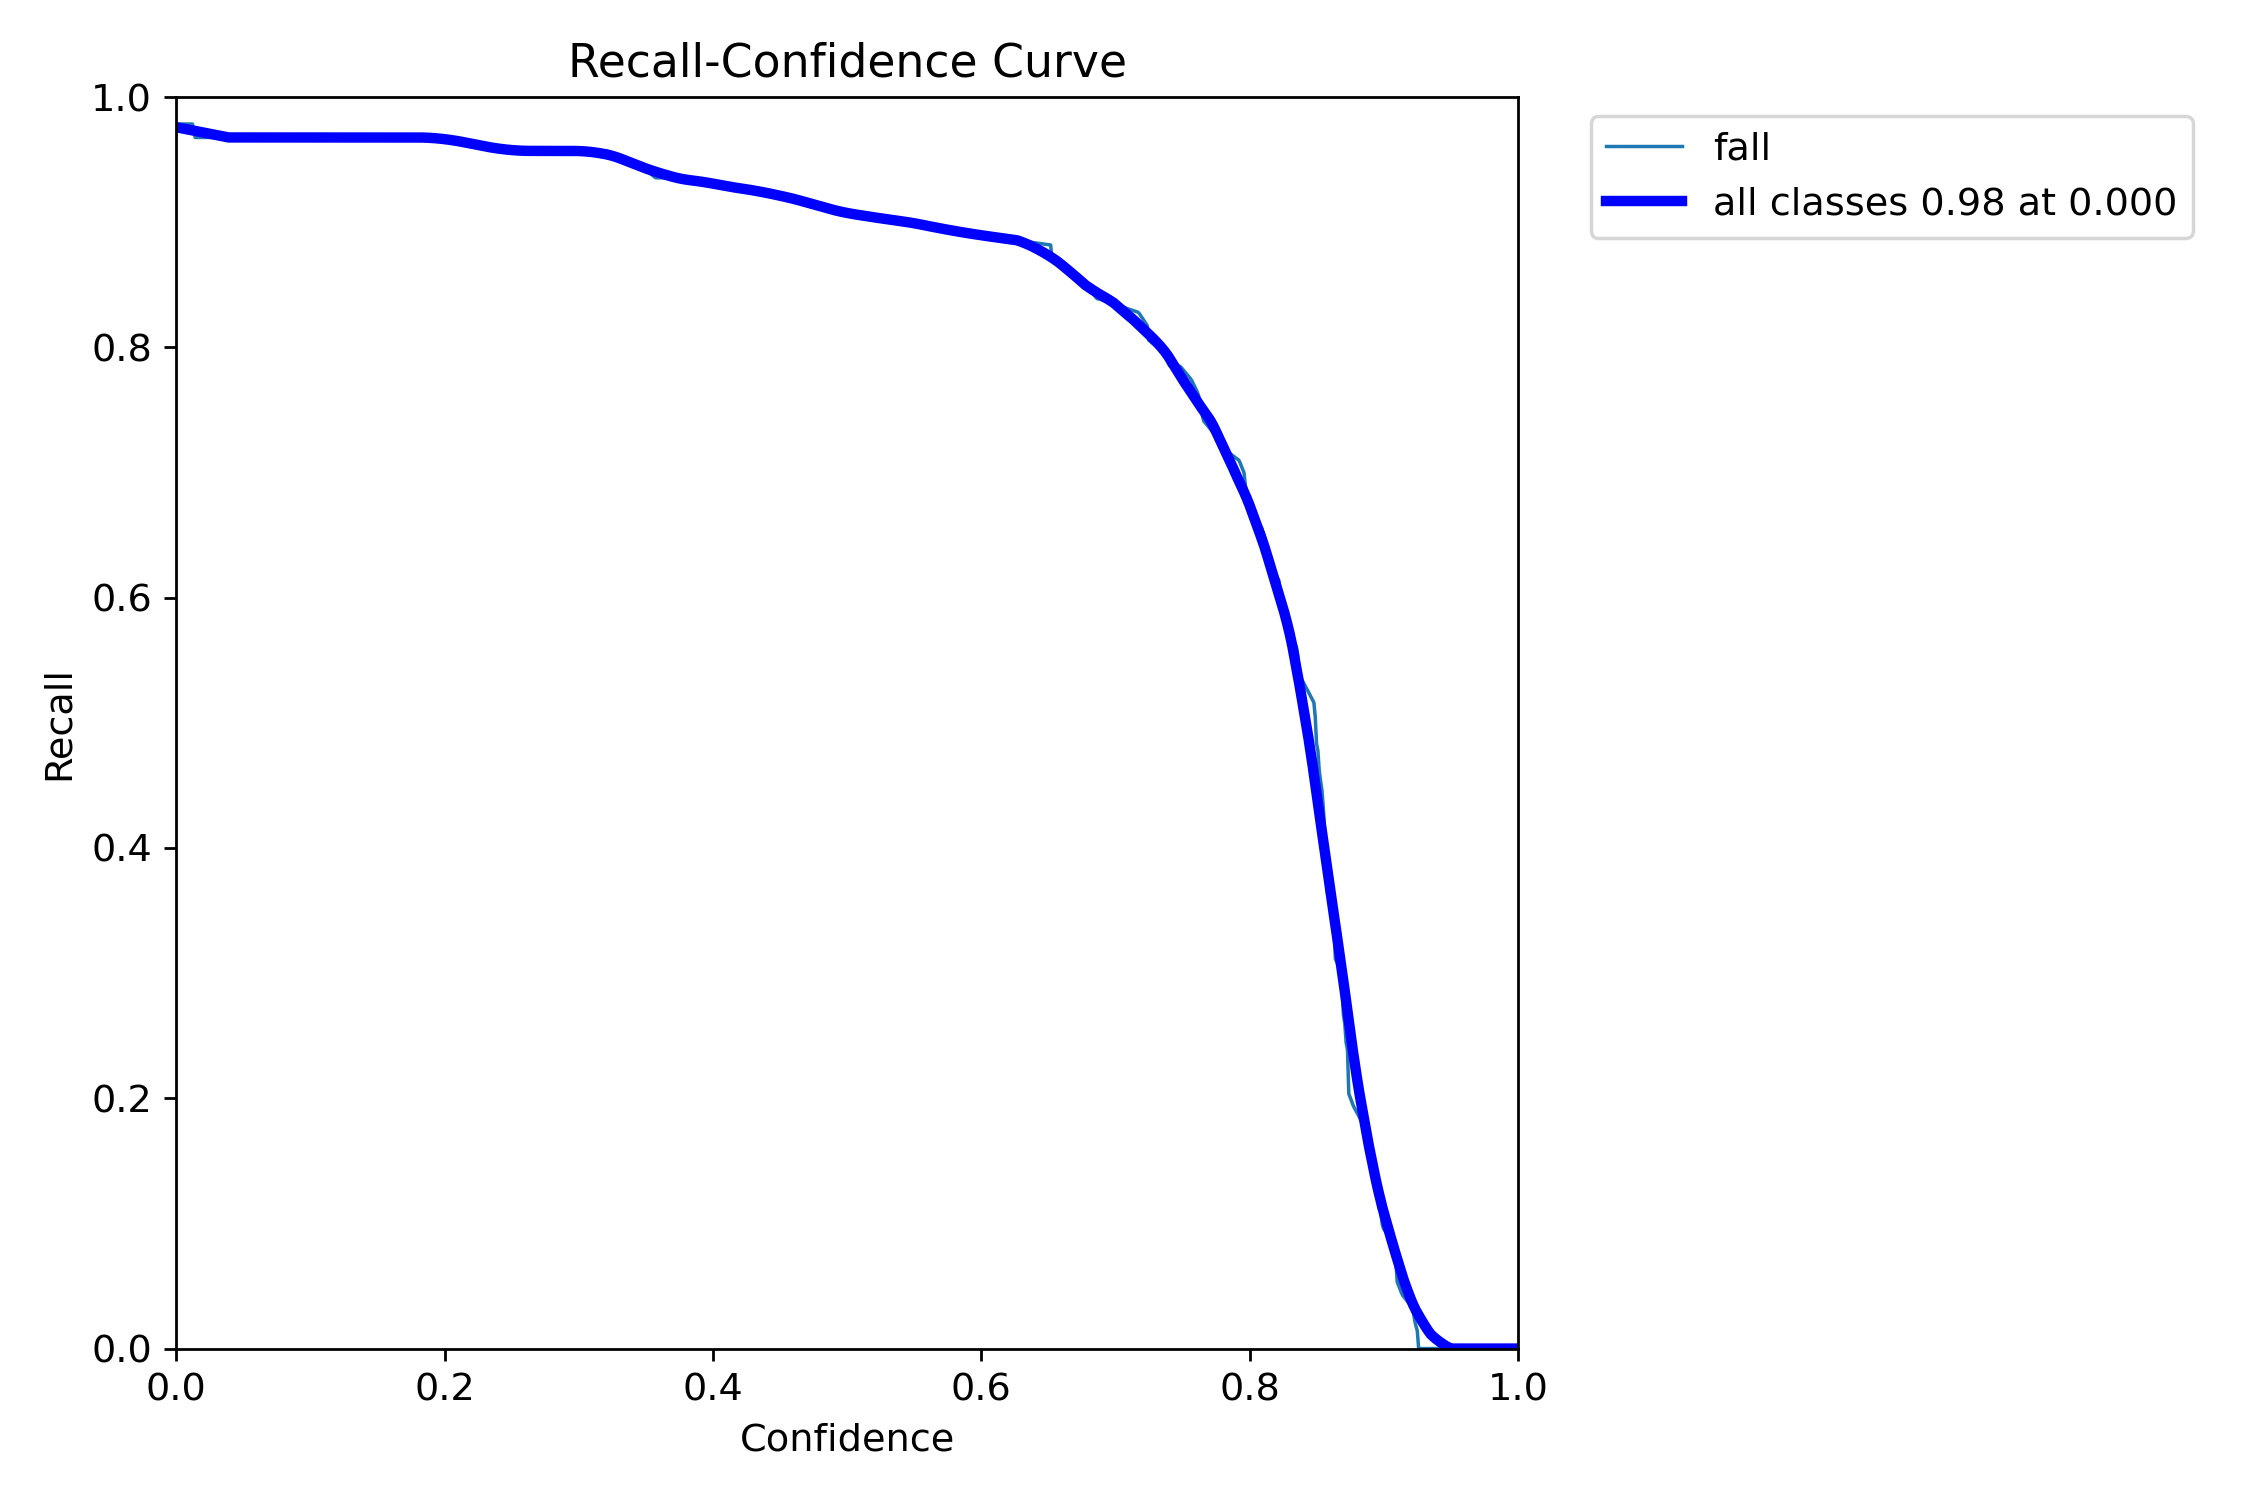 Recall-Confidence Curve
1.0
0.8
0.6
0.4
0.2
0.0
Recall
0.0 0.2 0.4 0.6 0.8 1.0
Confidence
fall
all classes 0.98 at 0.000